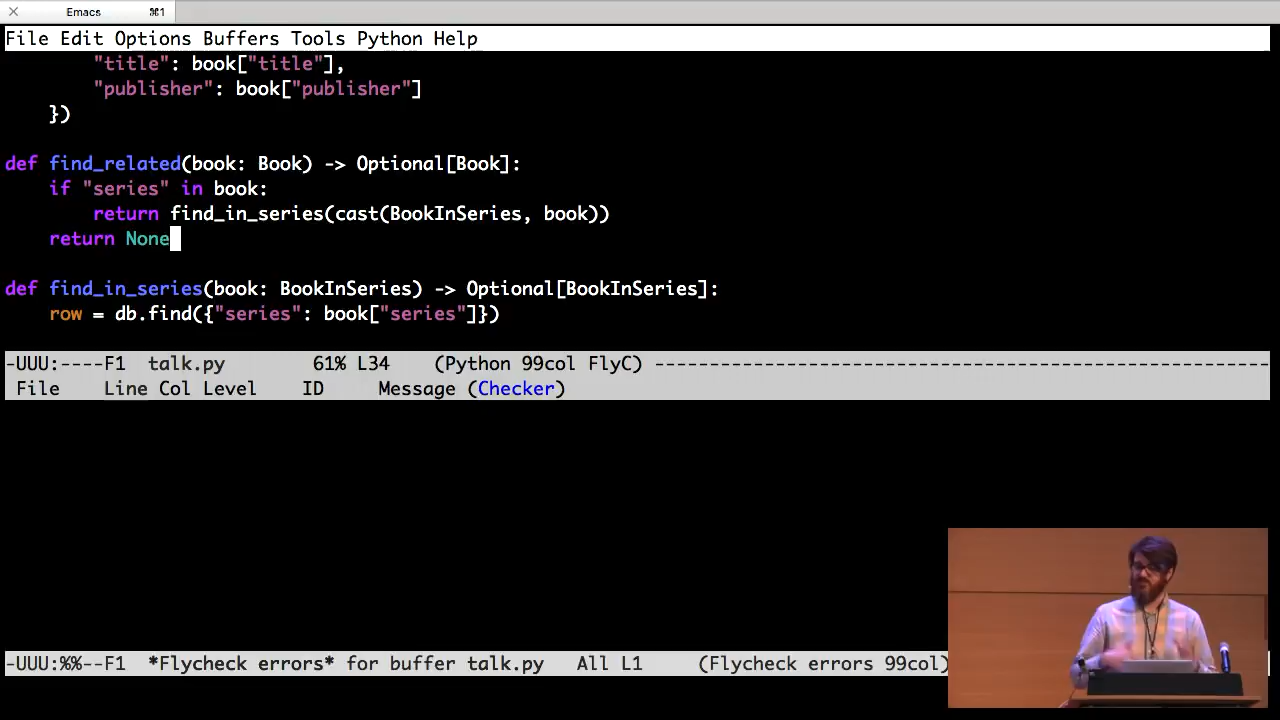 Emacs ⌘1
File Edit Options Buffers Tools Python Help
"title": book["title"],
"publisher": book["publisher"]
})
def find_related(book: Book) -> Optional[Book]:
if "series" in book:
return find_in_series(cast(BookInSeries, book))
return None
def find_in_series(book: BookInSeries) -> Optional[BookInSeries]:
row = db.find({"series": book["series"]})
-UUU:----F1 talk.py 61% L34 (Python 99col FlyC) --------------------------------------------------------
File Line Col Level ID Message (Checker)
-UUU:%%--F1 *Flycheck errors* for buffer talk.py All L1 (Flycheck errors 99col)